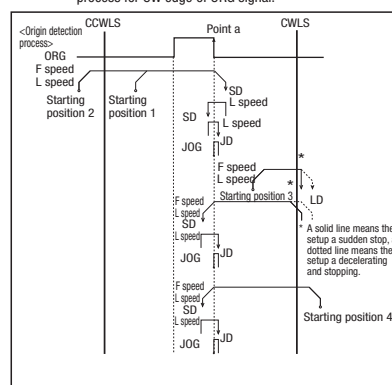 process for CW edge of ORG signal.
CCWLS
Point a
CWLS
<Origin detection
process>
ORG
F speed
L speed
SD
L speed
Starting
position 2
Starting
position 1
SD
JOG
JD
F speed
L speed
*
*
Starting position 3
LD
F speed
L speed
SD
L speed
JOG
JD
* A solid line means the
setup a sudden stop,
dotted line means the
setup a decelerating
and stopping.
F speed
L speed
SD
L speed
Starting position 4
JOG
JD